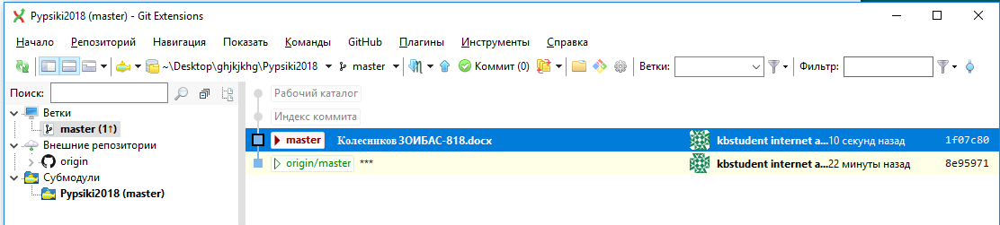 Pypsiki2018 (master) - Git Extensions
Начало Репозиторий Навигация Показать Команды GitHub Плагины Инструменты Справка
~\Desktop\ghjkjkhg\Pypsiki2018 master Коммит (0) Ветки: Фильтр:
Поиск:
Рабочий каталог
Ветки
Индекс коммита
master (1↑)
master Колесников ЗОИБАС-818.docx kbstudent internet a... 10 секунд назад 1f07c80
Внешние репозитории
origin
origin/master *** kbstudent internet a... 22 минуты назад 8e95971
Субмодули
Pypsiki2018 (master)